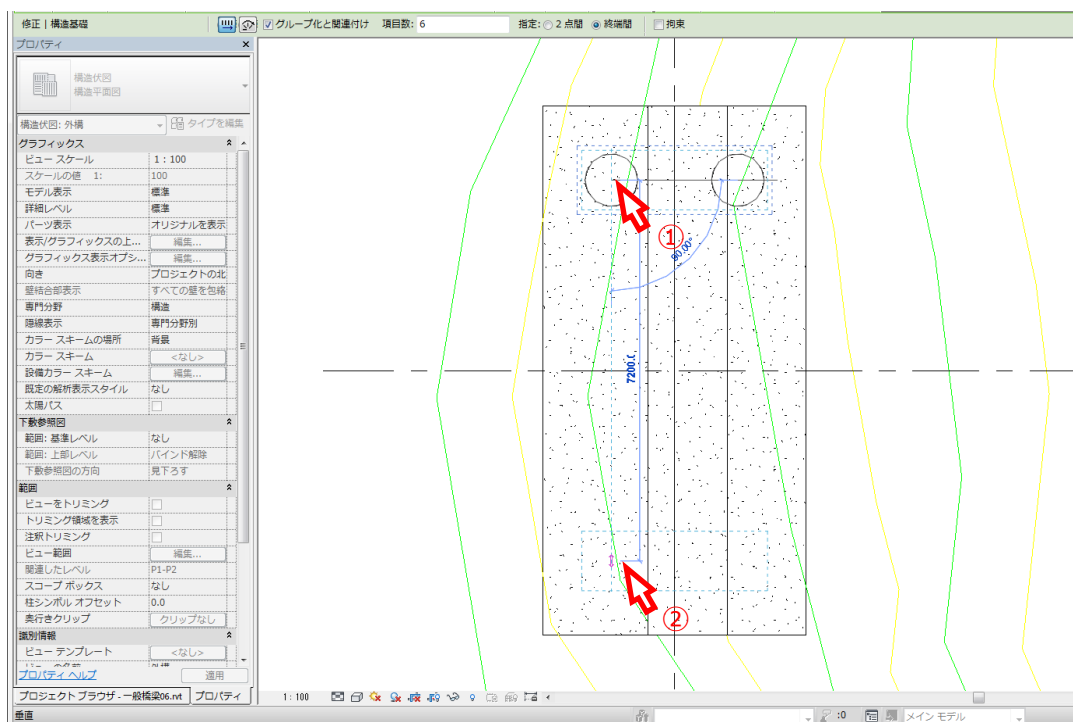 修正 | 構造基礎 グループ化と関連付け 項目数: 6 指定: 2 点間 終端間 拘束
プロパティ ×
構造伏図
構造平面図
構造伏図: 外構 タイプを編集
グラフィックス
ビュー スケール 1 : 100
スケールの値 1: 100
モデル表示 標準
詳細レベル 標準
パーツ表示 オリジナルを表示
表示/グラフィックスの上... 編集...
グラフィックス表示オプシ... 編集...
向き プロジェクトの北
壁結合部表示 すべての壁を包絡
専門分野 構造
隠線表示 専門分野別
カラー スキームの場所 背景
カラー スキーム <なし>
設備カラー スキーム 編集...
既定の解析表示スタイル なし
太陽パス
下敷参照図
範囲: 基準レベル なし
範囲: 上部レベル バインド解除
下敷参照図の方向 見下ろす
範囲
ビューをトリミング
トリミング領域を表示
注釈トリミング
ビュー範囲 編集...
関連したレベル P1-P2
スコープ ボックス なし
柱シンボル オフセット 0.0
奥行きクリップ クリップなし
識別情報
ビュー テンプレート <なし>
プロパティ ヘルプ 適用
プロジェクト ブラウザ - 一般橋梁06.rvt プロパティ
①
90.00°
7200.(
②
1 : 100
垂直 :0 メイン モデル